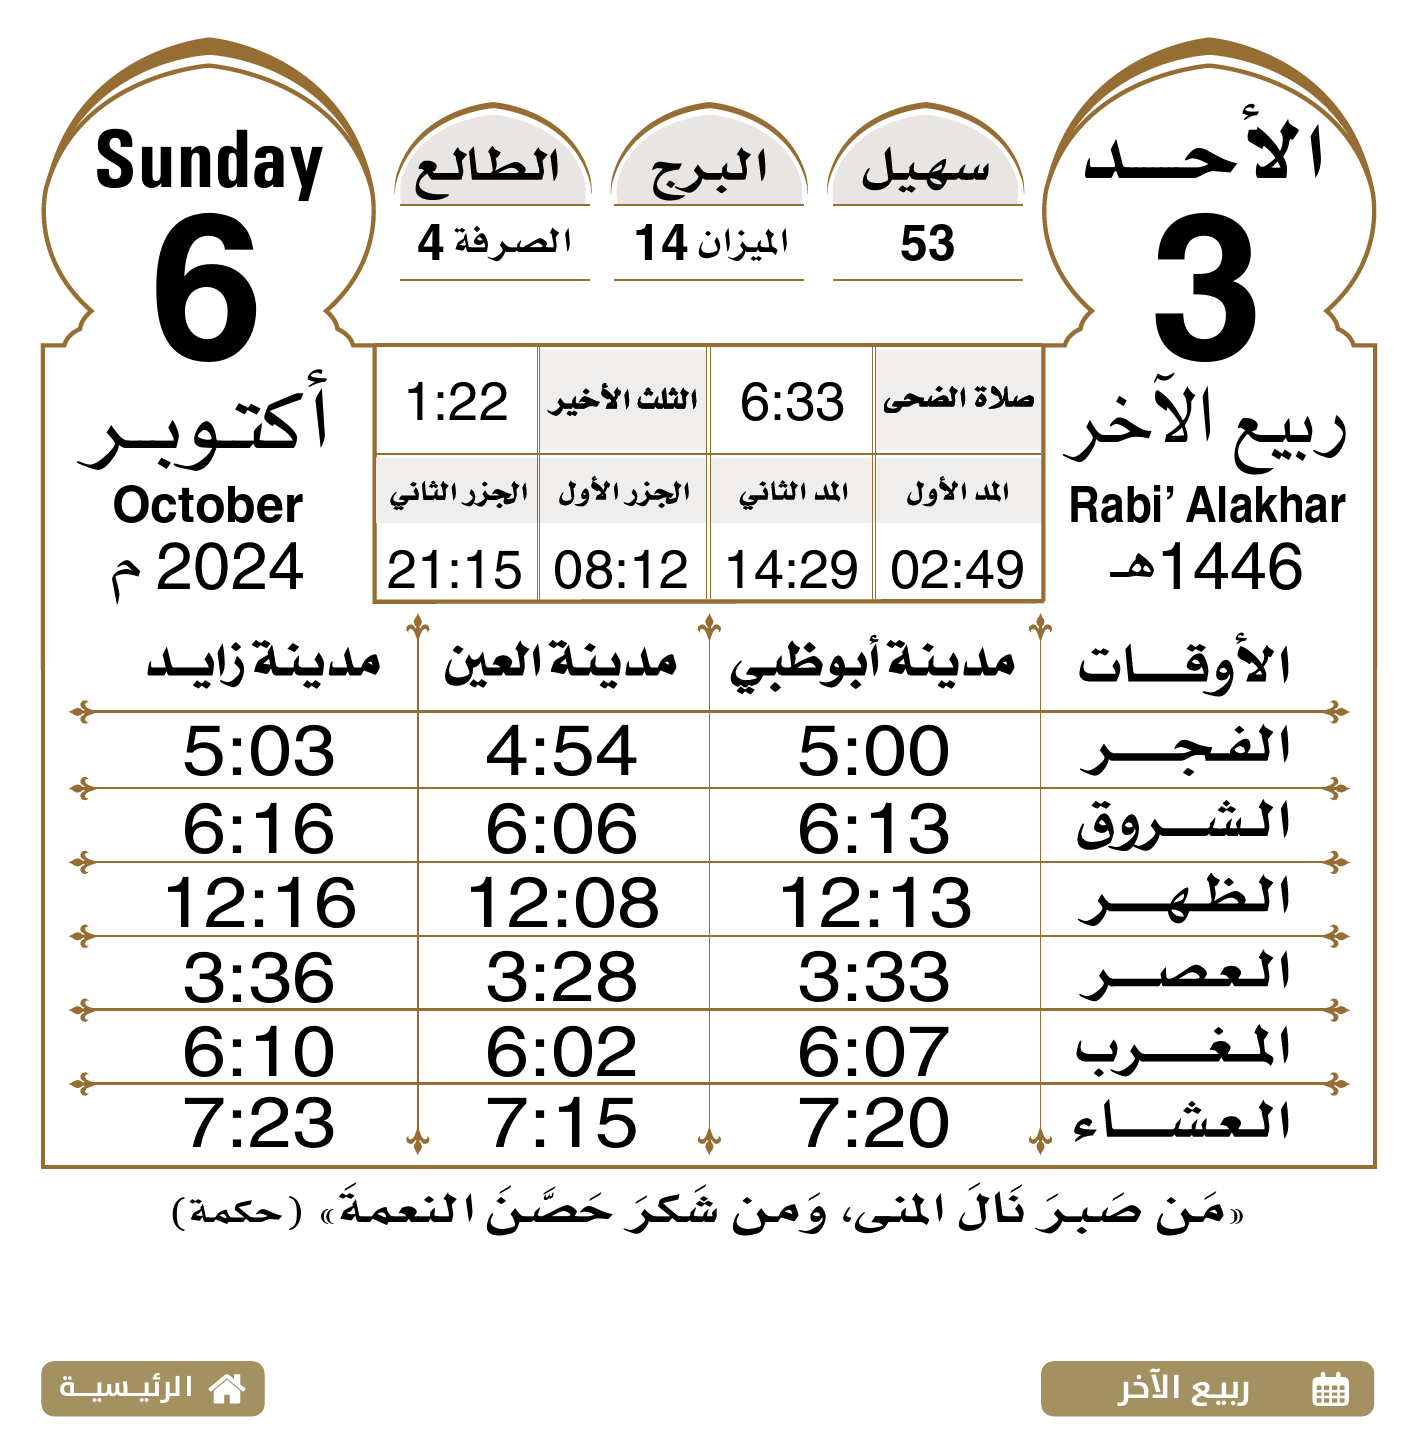 الأحد
3
ربيع الآخر
Rabi’ Alakhar
1446هـ
سهيل
53
البرج
الميزان 14
الطالع
الصرفة 4
Sunday
6
أكتوبر
October
2024 م
صلاة الضحى 6:33 الثلث الأخير 1:22
المد الأول المد الثاني الجزر الأول الجزر الثاني
02:49 14:29 08:12 21:15
الأوقات مدينة أبوظبي مدينة العين مدينة زايد
الفجر 5:00 4:54 5:03
الشروق 6:13 6:06 6:16
الظهر 12:13 12:08 12:16
العصر 3:33 3:28 3:36
المغرب 6:07 6:02 6:10
العشاء 7:20 7:15 7:23
«مَن صَبرَ نَالَ المنى، وَمن شَكرَ حَصَّنَ النعمةَ» (حكمة)
ربيع الآخر
الرئيسية